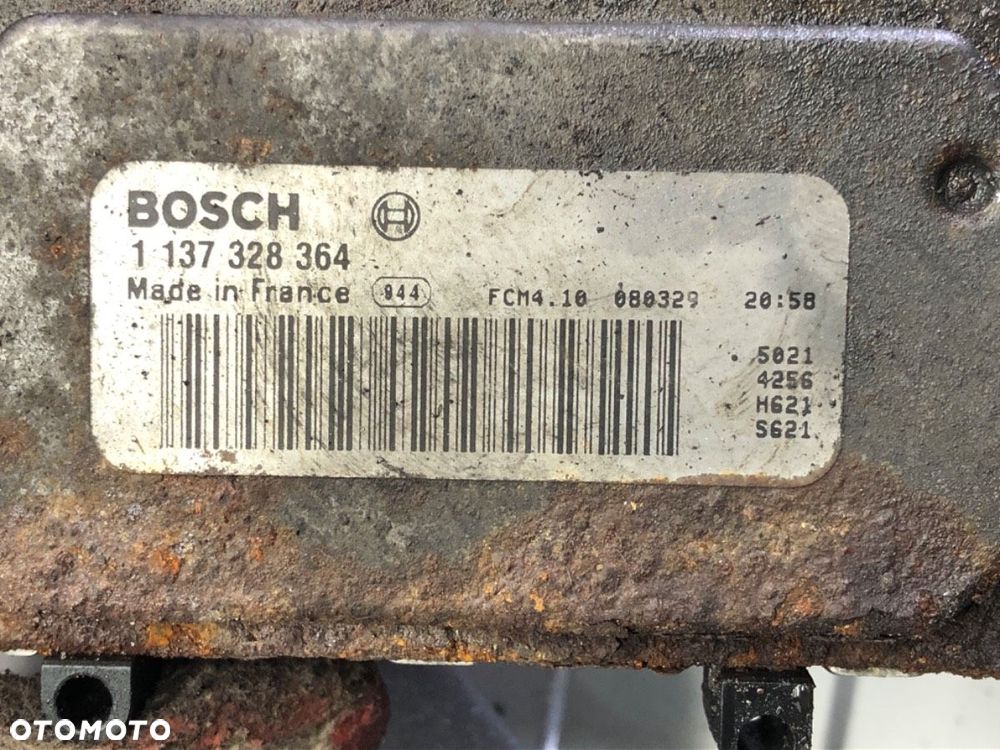 BOSCH
1 137 328 364
Made in France 944 FCM4.10 080329 20:58
5021
4256
H621
S621
OTOMOTO